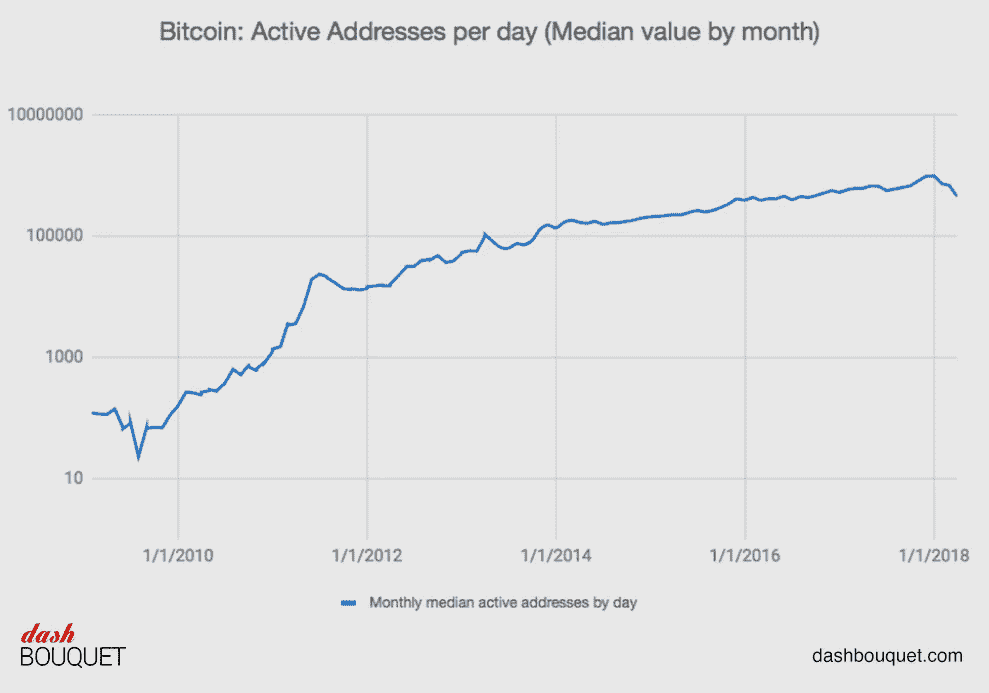 Bitcoin: Active Addresses per day (Median value by month)
10000000
100000
1000
10
1/1/2010 1/1/2012 1/1/2014 1/1/2016 1/1/2018
Monthly median active addresses by day
dash
BOUQUET
dashbouquet.com